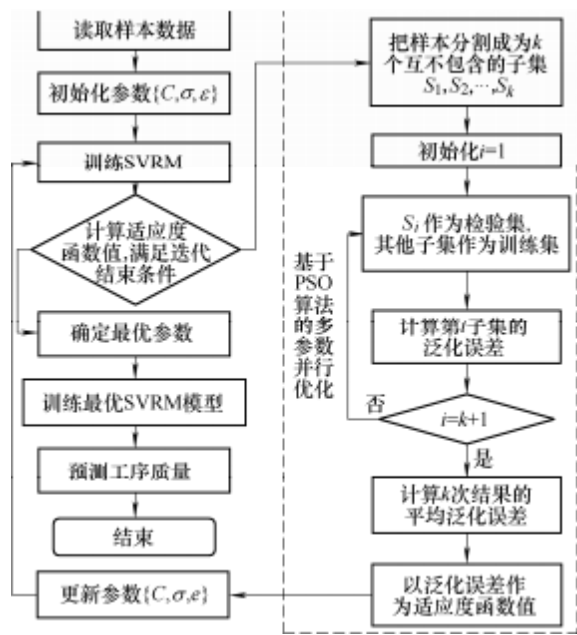 读取样本数据
初始化参数{C,σ,ε}
训练SVRM
计算适应度
函数值,满足迭代
结束条件
确定最优参数
训练最优SVRM模型
预测工序质量
结束
更新参数{C,σ,e}
把样本分割成为k
个互不包含的子集
S₁,S₂,…,Sₖ
初始化i=1
Sᵢ作为检验集,
其他子集作为训练集
计算第i子集的
泛化误差
i=k+1
否
是
计算k次结果的
平均泛化误差
以泛化误差作
为适应度函数值
基于
PSO
算法
的多
参数
并行
优化